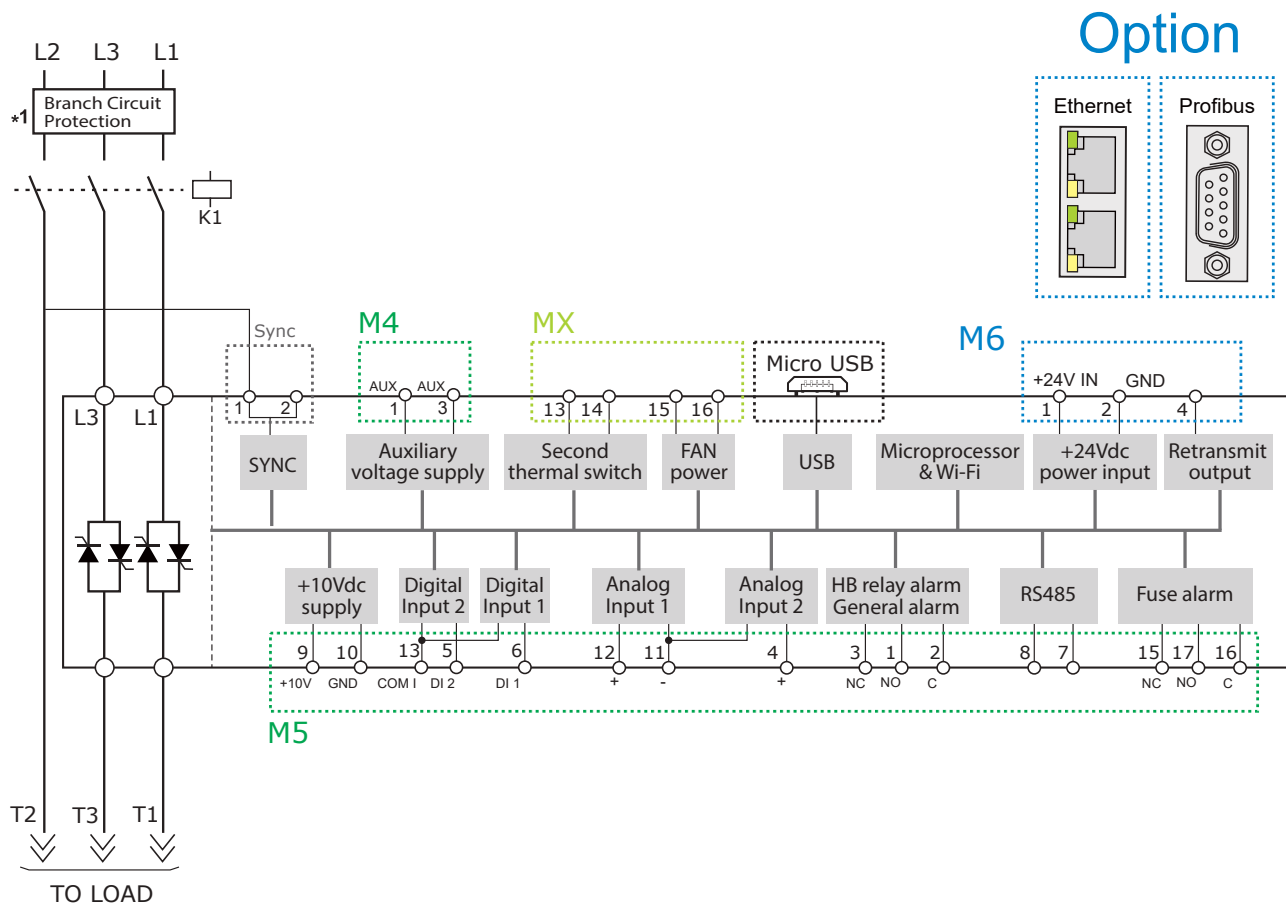 Option
L2 L3 L1
Branch Circuit
Protection
*1
K1
Ethernet Profibus
Sync
M4
MX
Micro USB
M6
AUX AUX
+24V IN GND
1 2 1 3 13 14 15 16 1 2 4
L3 L1
SYNC
Auxiliary
voltage supply
Second
thermal switch
FAN
power
USB
Microprocessor
& Wi-Fi
+24Vdc
power input
Retransmit
output
+10Vdc
supply
Digital
Input 2
Digital
Input 1
Analog
Input 1
Analog
Input 2
HB relay alarm
General alarm
RS485
Fuse alarm
9 10 13 5 6 12 11 4 3 1 2 8 7 15 17 16
+10V GND COM I DI 2 DI 1 + - + NC NO C NC NO C
M5
T2 T3 T1
TO LOAD